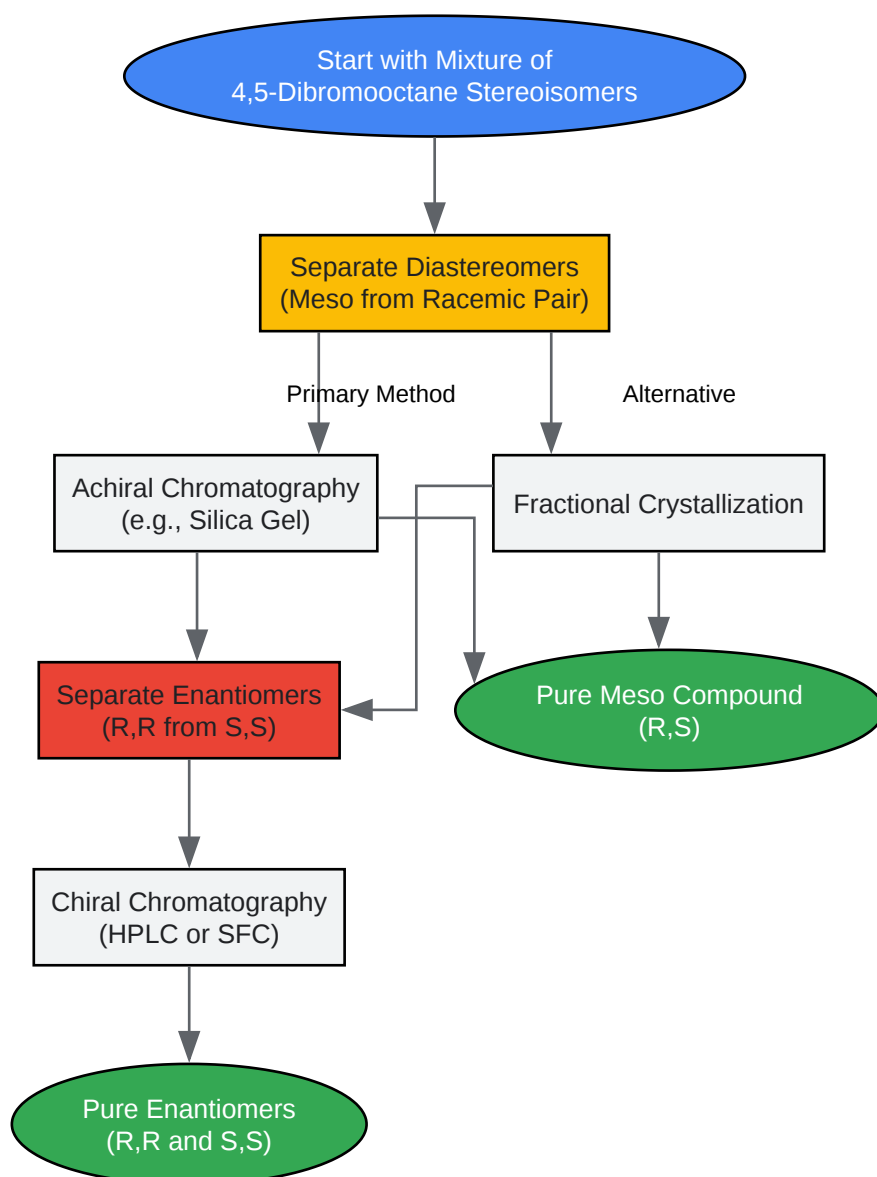 Start with Mixture of
4,5-Dibromooctane Stereoisomers
Separate Diastereomers
(Meso from Racemic Pair)
Primary Method
Alternative
Achiral Chromatography
(e.g., Silica Gel)
Fractional Crystallization
Separate Enantiomers
(R,R from S,S)
Pure Meso Compound
(R,S)
Chiral Chromatography
(HPLC or SFC)
Pure Enantiomers
(R,R and S,S)